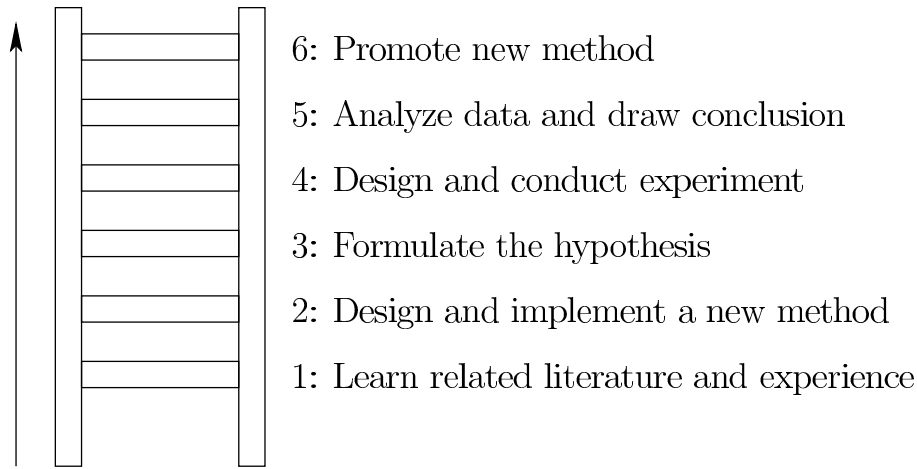 6: Promote new method
5: Analyze data and draw conclusion
4: Design and conduct experiment
3: Formulate the hypothesis
2: Design and implement a new method
1: Learn related literature and experience